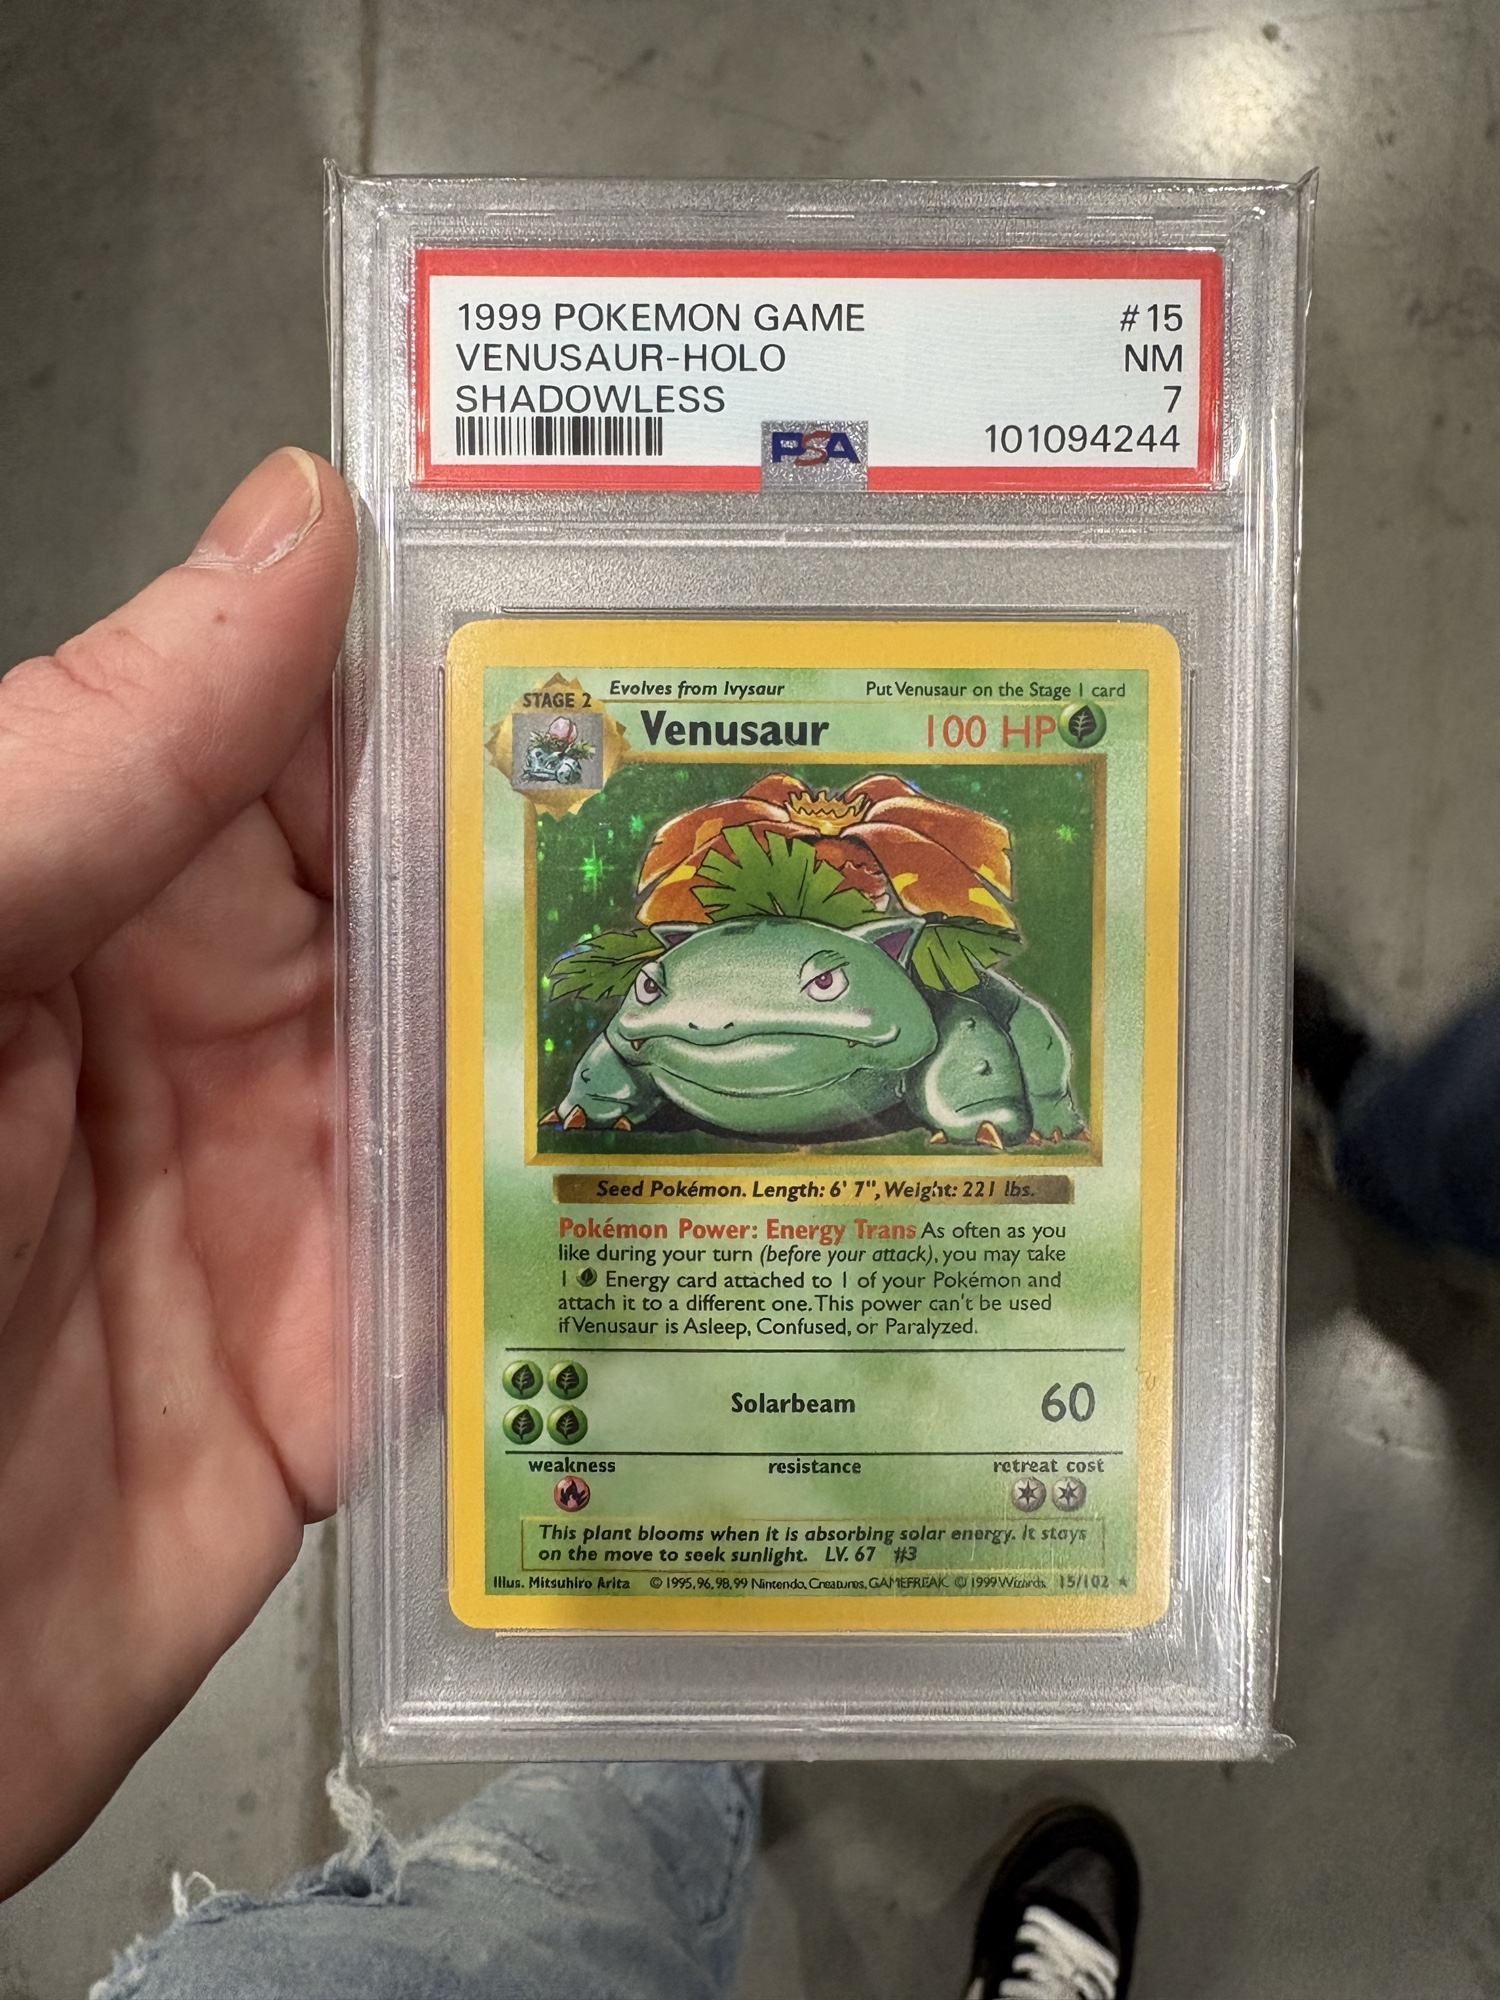 1999 POKEMON GAME #15
VENUSAUR-HOLO NM
SHADOWLESS 7
PSA 101094244
STAGE 2 Evolves from Ivysaur Put Venusaur on the Stage 1 card
Venusaur 100 HP
Seed Pokémon. Length: 6' 7", Weight: 221 lbs.
Pokémon Power: Energy Trans As often as you
like during your turn (before your attack), you may take
1 Energy card attached to 1 of your Pokémon and
attach it to a different one. This power can't be used
if Venusaur is Asleep, Confused, or Paralyzed.
Solarbeam 60
weakness resistance retreat cost
This plant blooms when it is absorbing solar energy. It stays
on the move to seek sunlight. LV. 67 #3
Illus. Mitsuhiro Arita © 1995, 96, 98, 99 Nintendo, Creatures, GAMEFREAK. © 1999 Wizards. 15/102 ★